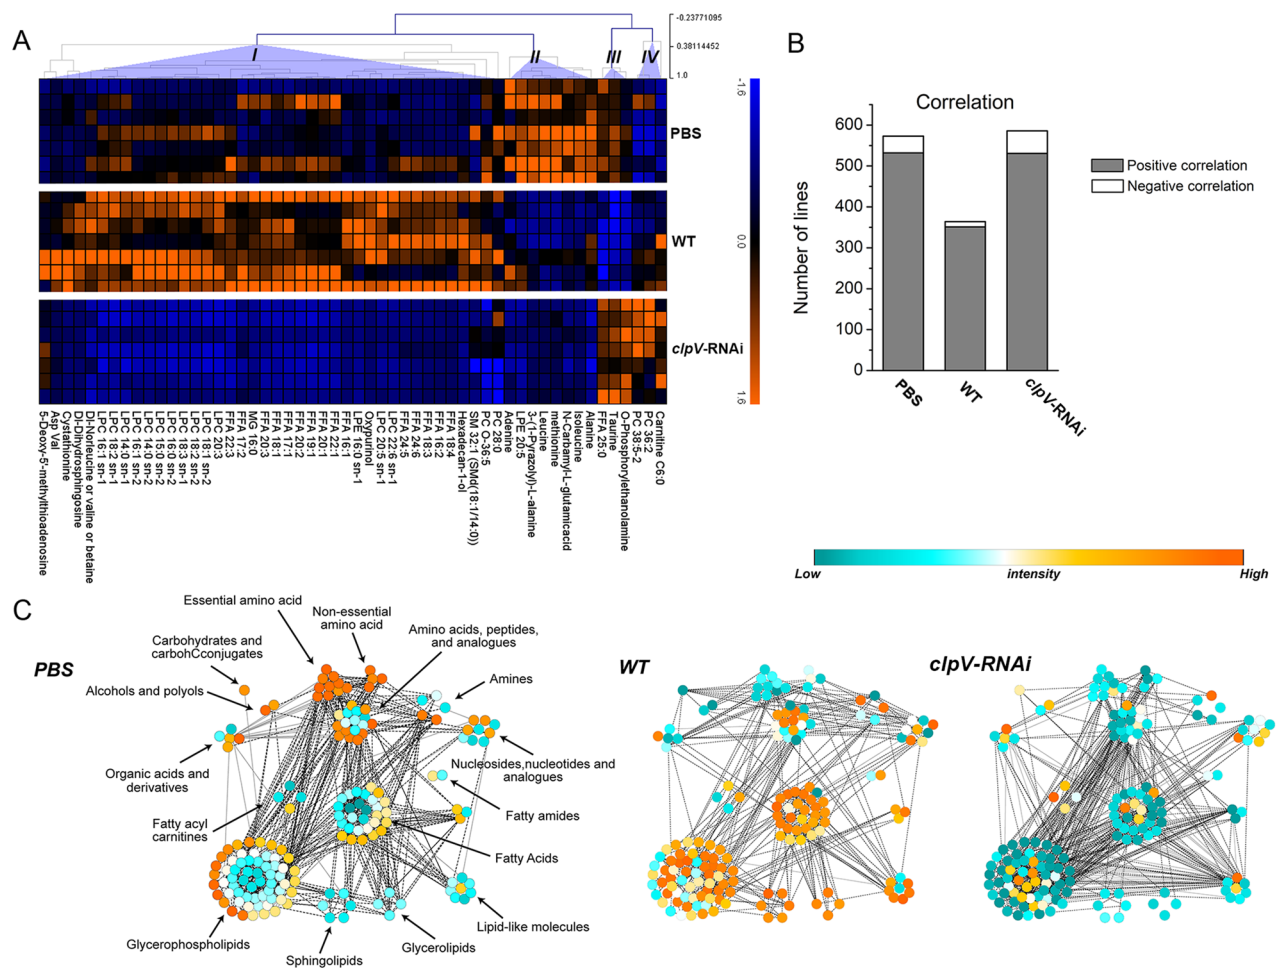 A
-0.23771095
0.38114452
1.0
I
II
III
IV
PBS
WT
clpV-RNAi
-1.6
0.0
1.6
5-Deoxy-5'-methylthioadenosine
Asp Val
Cystathionine
Dl-Dihydrosphingosine
Dl-Norleucine or valine or betaine
LPC 16:1 sn-1
LPC 18:2 sn-1
LPC 14:0 sn-1
LPC 16:1 sn-2
LPC 14:0 sn-2
LPC 15:0 sn-2
LPC 16:0 sn-2
LPC 18:3 sn-1
LPC 18:2 sn-2
LPC 18:1 sn-2
LPC 20:3
FFA 22:3
FFA 17:2
MG 16:0
FFA 20:3
FFA 18:1
FFA 17:1
FFA 20:2
FFA 19:1
FFA 20:1
FFA 22:1
FFA 16:1
LPE 16:0 sn-1
Oxypurinol
LPC 20:5 sn-1
LPC 22:6 sn-1
FFA 24:5
FFA 24:6
FFA 18:3
FFA 16:2
FFA 18:4
Hexadecan-1-ol
SM 32:1 (SMd(18:1/14:0))
PC O-36:5
PC 28:0
Adenine
LPE 20:5
3-(1-Pyrazolyl)-L-alanine
Leucine
methionine
N-Carbamyl-L-glutamicacid
Isoleucine
Alanine
FFA 25:0
Taurine
O-Phosphorylethanolamine
PC 38:5-2
PC 36:2
Carnitine C6:0
B
Correlation
Number of lines
600
500
400
300
200
100
0
PBS
WT
clpV-RNAi
Positive correlation
Negative correlation
Low
intensity
High
C
PBS
Essential amino acid
Non-essential
amino acid
Amino acids, peptides,
and analogues
Carbohydrates and
carbohCconjugates
Alcohols and polyols
Amines
Organic acids and
derivatives
Nucleosides,nucleotides and
analogues
Fatty acyl
carnitines
Fatty amides
Fatty Acids
Lipid-like molecules
Glycerophospholipids
Sphingolipids
Glycerolipids
WT
clpV-RNAi